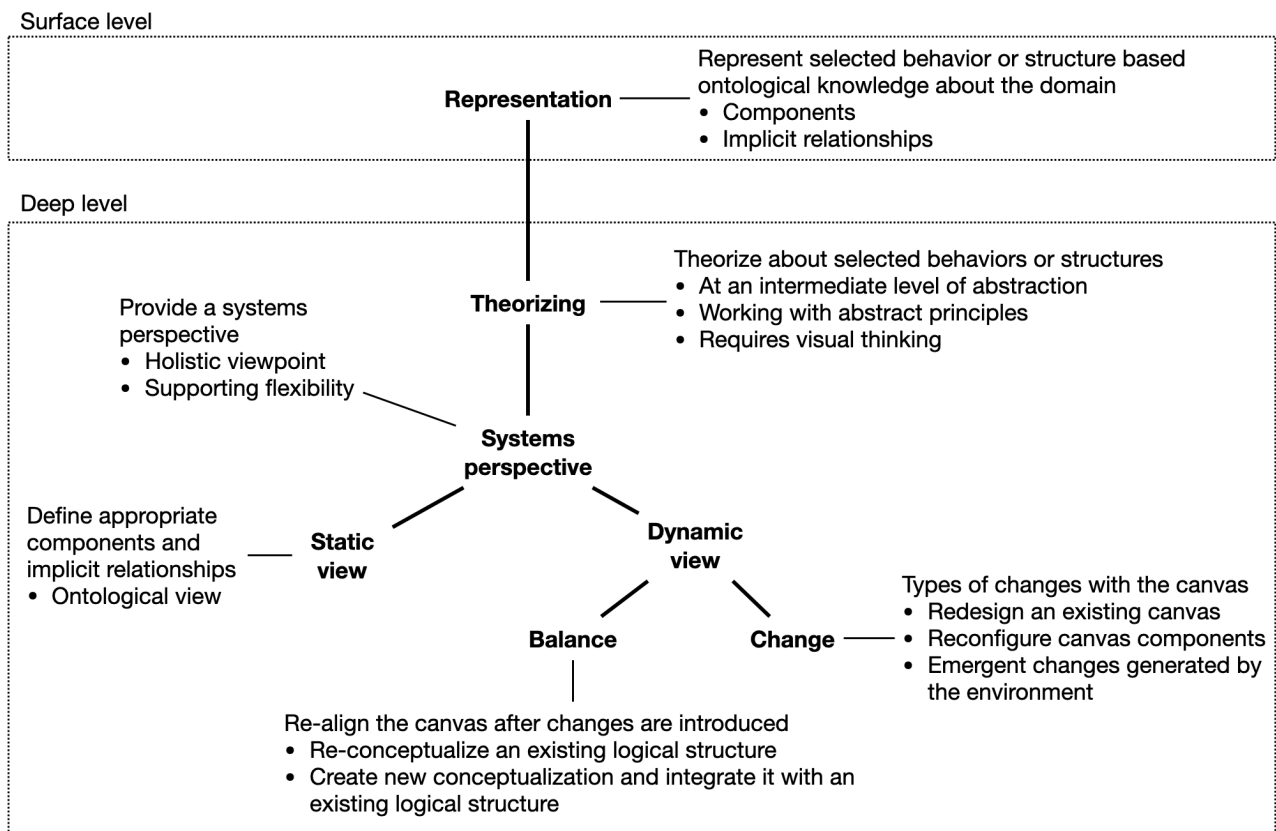 Surface level
Representation
Represent selected behavior or structure based
ontological knowledge about the domain
• Components
• Implicit relationships
Deep level
Theorizing
Theorize about selected behaviors or structures
• At an intermediate level of abstraction
• Working with abstract principles
• Requires visual thinking
Provide a systems
perspective
• Holistic viewpoint
• Supporting flexibility
Systems
perspective
Define appropriate
components and
implicit relationships
• Ontological view
Static
view
Dynamic
view
Balance
Change
Types of changes with the canvas
• Redesign an existing canvas
• Reconfigure canvas components
• Emergent changes generated by
the environment
Re-align the canvas after changes are introduced
• Re-conceptualize an existing logical structure
• Create new conceptualization and integrate it with an
existing logical structure